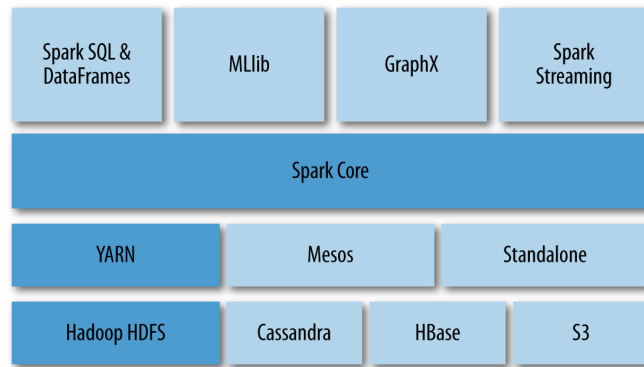 Spark SQL &
DataFrames
MLlib
GraphX
Spark
Streaming
Spark Core
YARN
Mesos
Standalone
Hadoop HDFS
Cassandra
HBase
S3